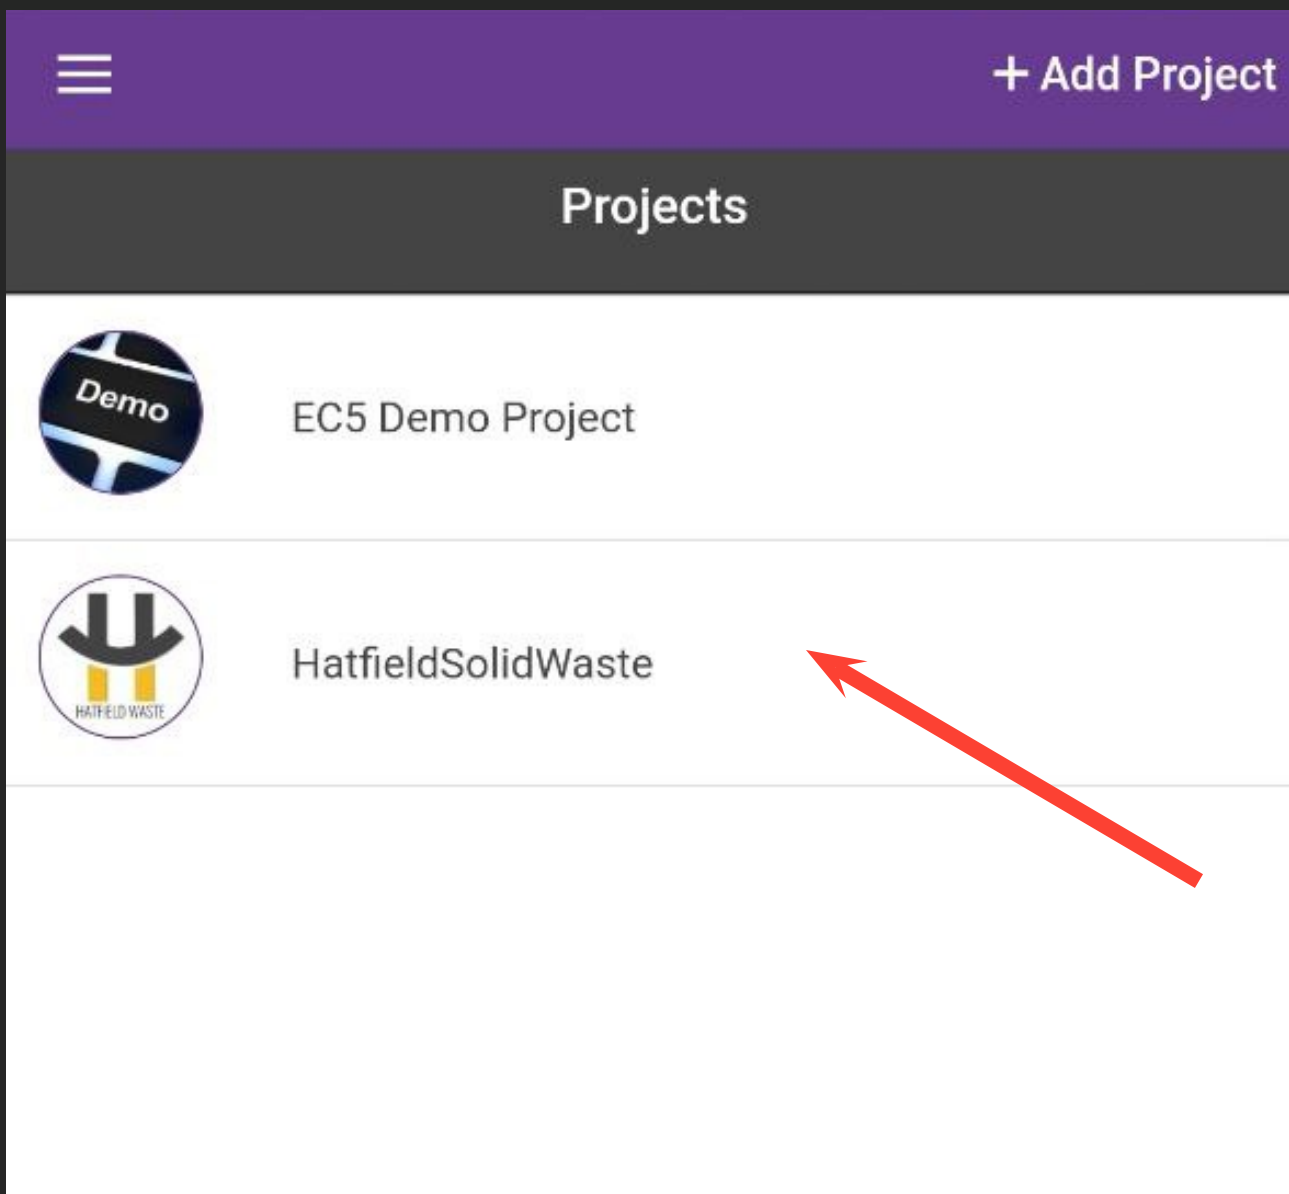 + Add Project
Projects
Demo
EC5 Demo Project
HATFIELD WASTE
HatfieldSolidWaste